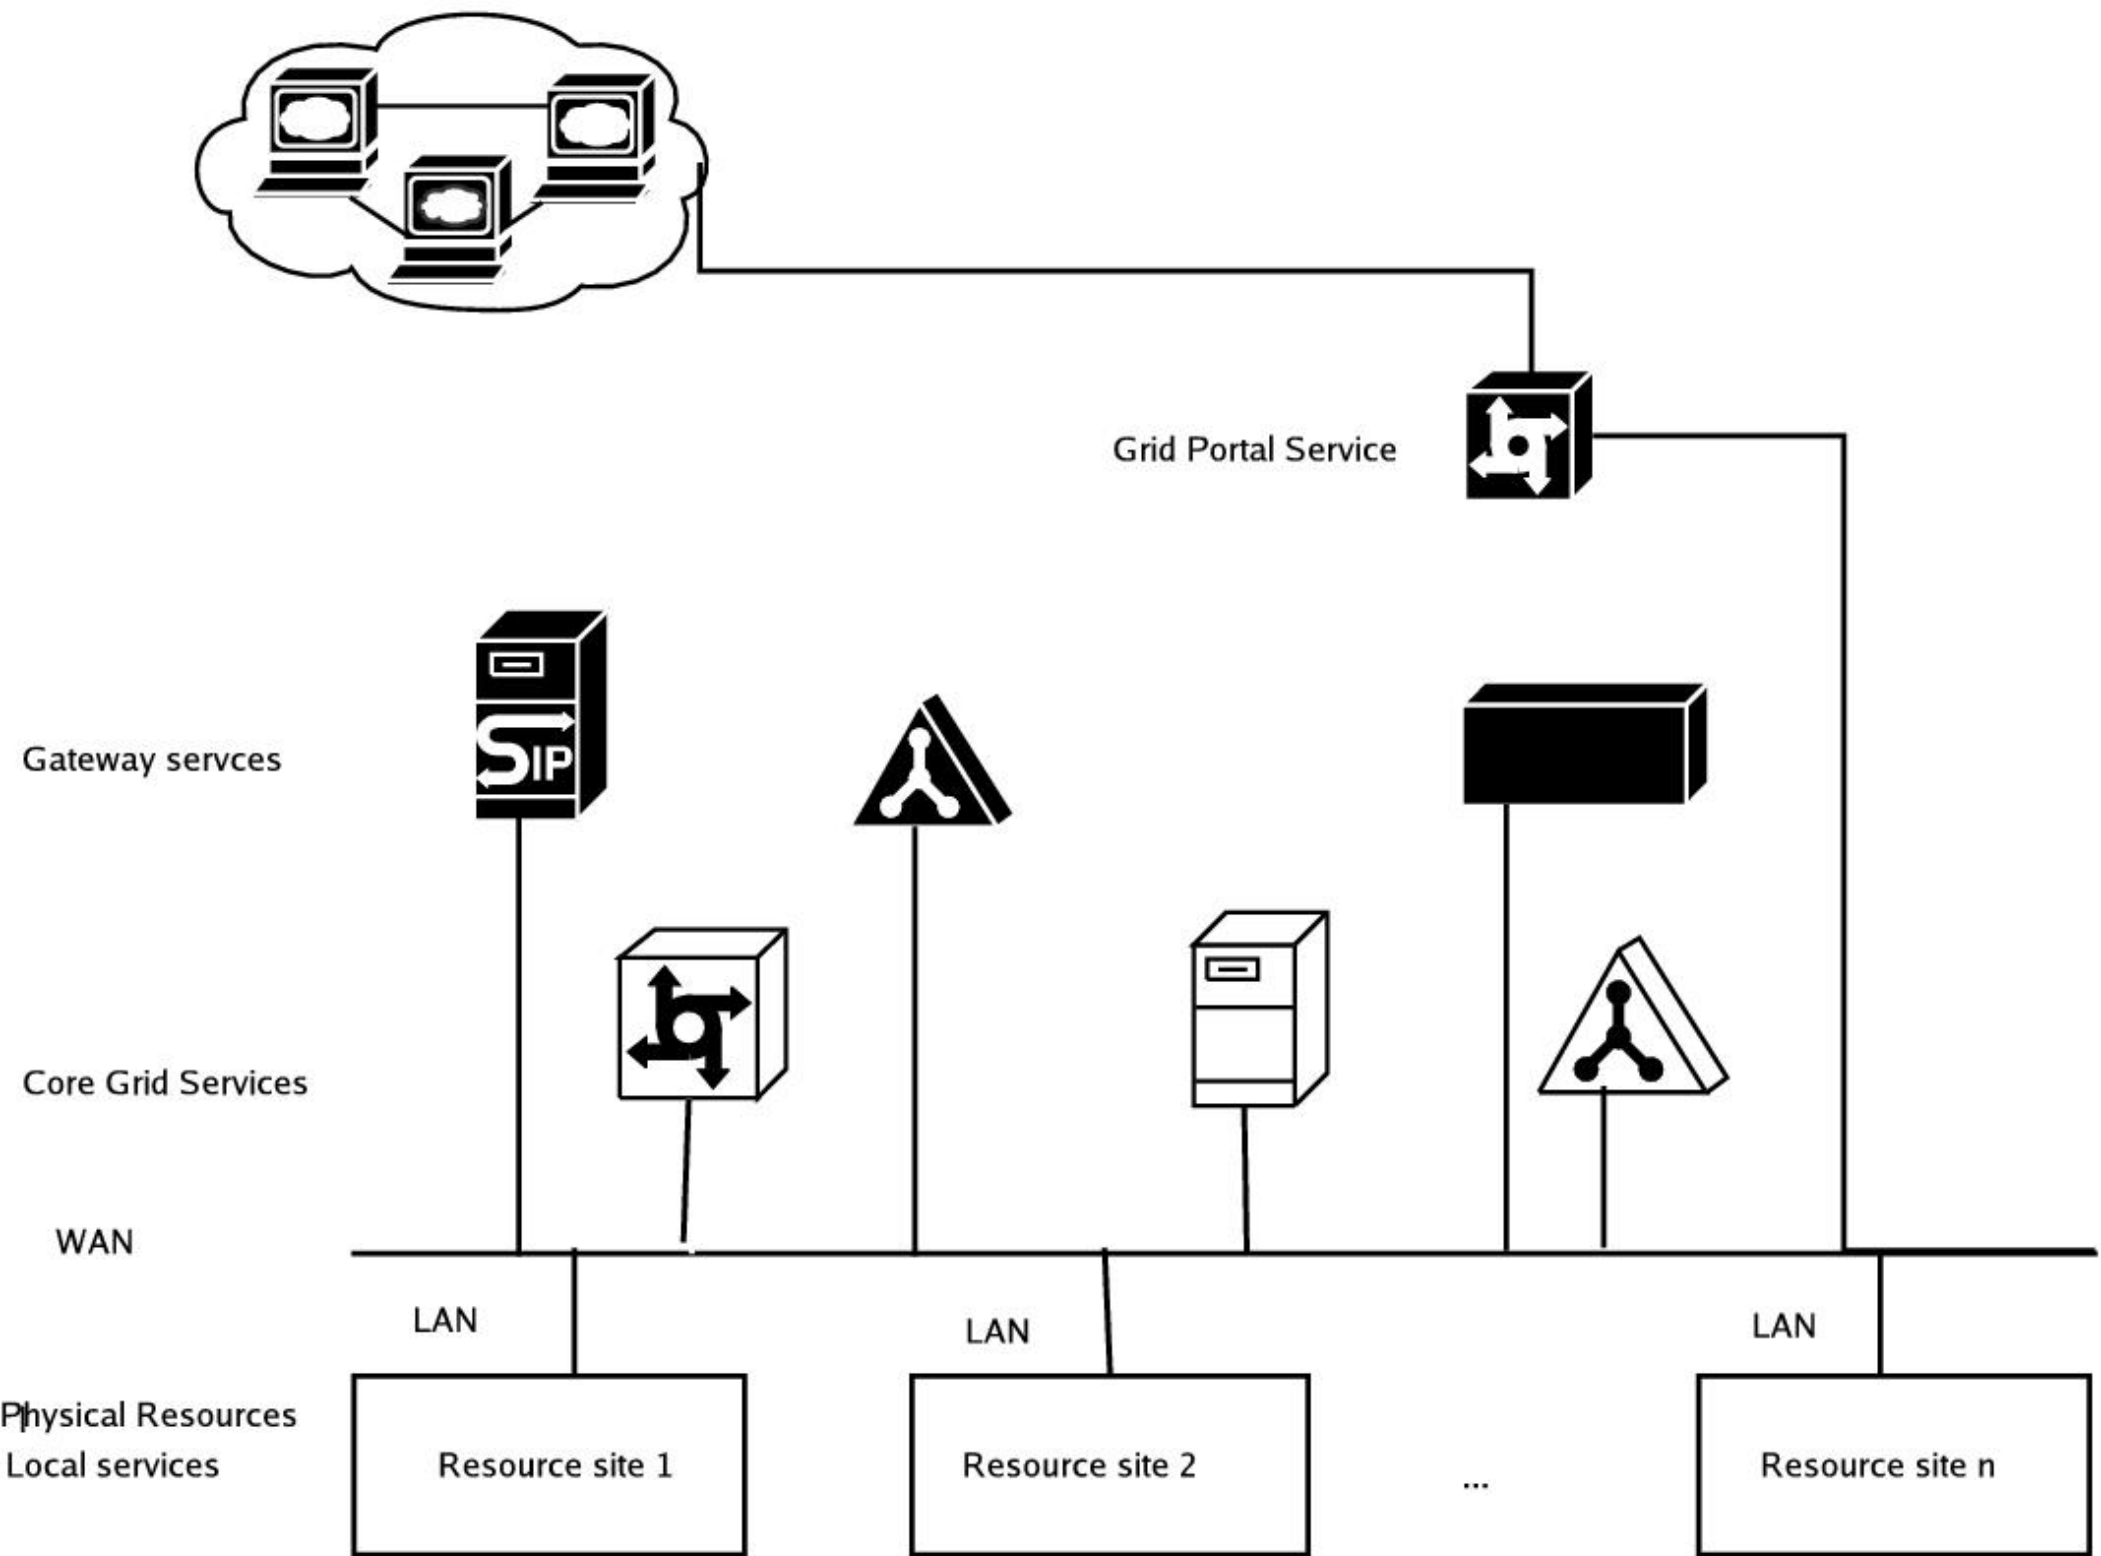 Grid Portal Service
SIP
Gateway servces
Core Grid Services
WAN
LAN
LAN
LAN
Physical Resources
Local services
Resource site 1
Resource site 2
...
Resource site n